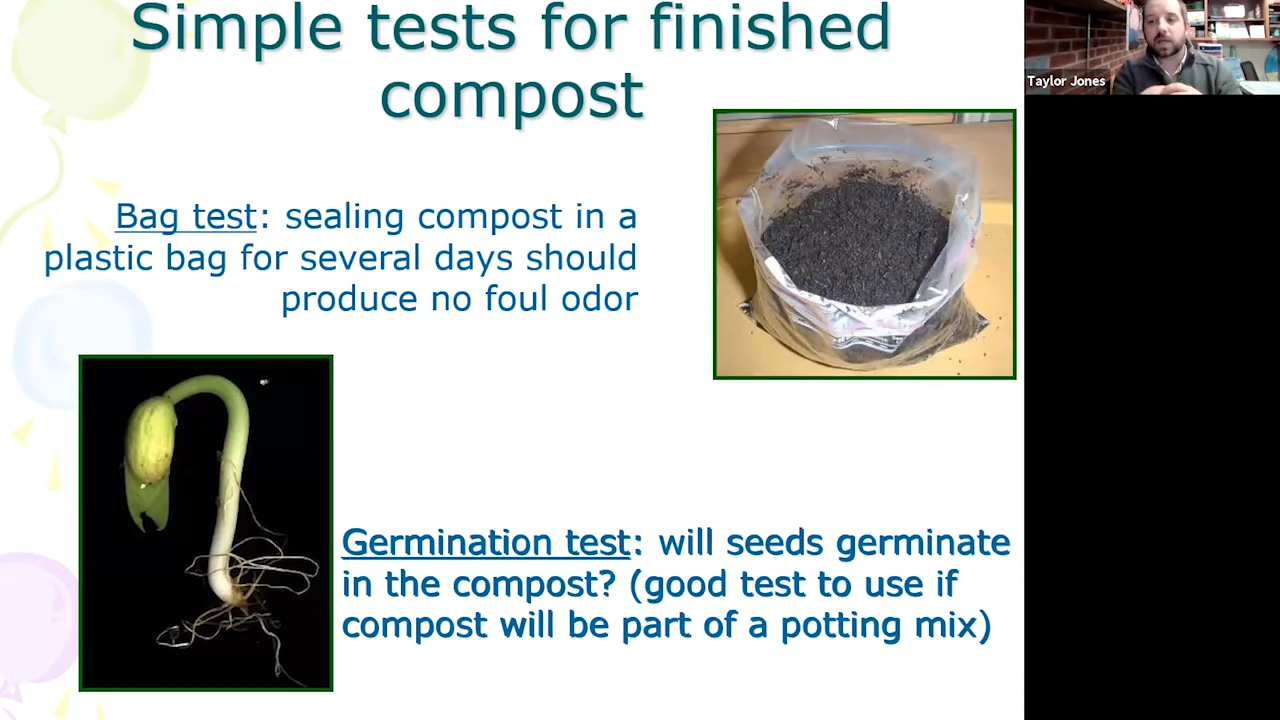 Simple tests for finished
compost
Taylor Jones
Bag test: sealing compost in a
plastic bag for several days should
produce no foul odor
Germination test: will seeds germinate
in the compost? (good test to use if
compost will be part of a potting mix)